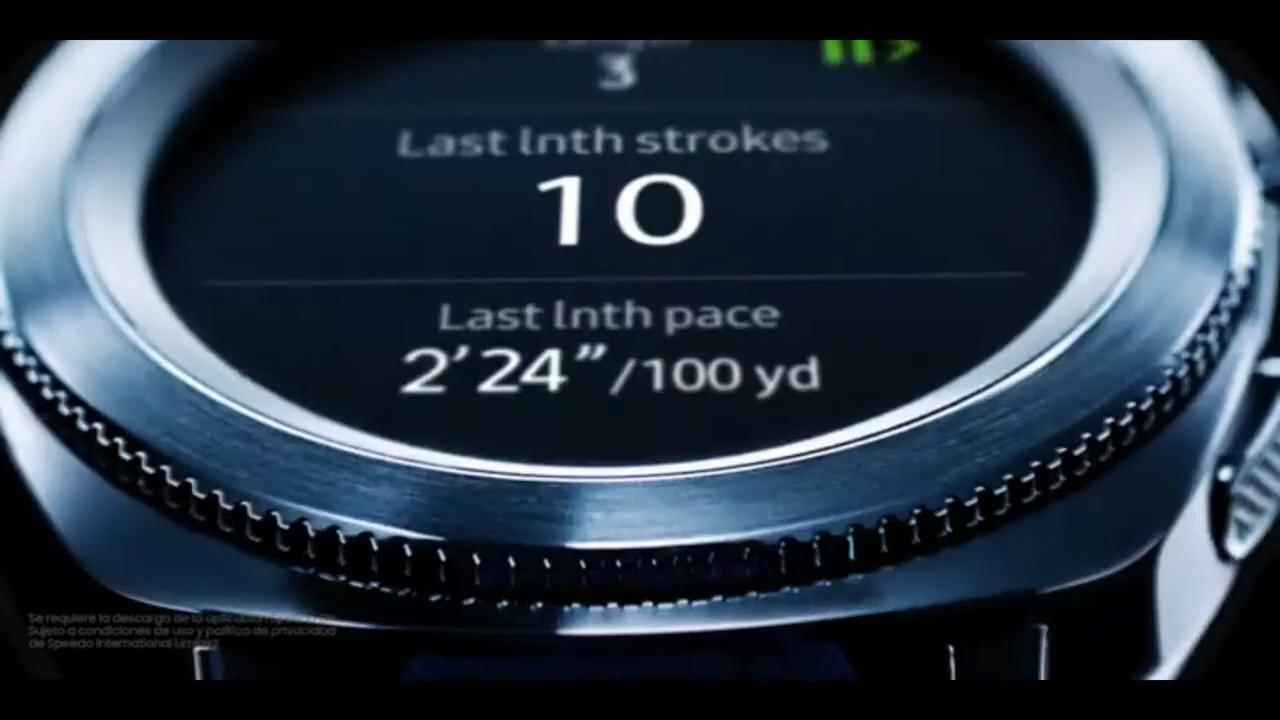 3
Last lnth strokes
10
Last lnth pace
2’24”/100 yd
Se requiere la descarga de la
Sujeto a condiciones de uso y política de privacidad
de Speedo International Limited